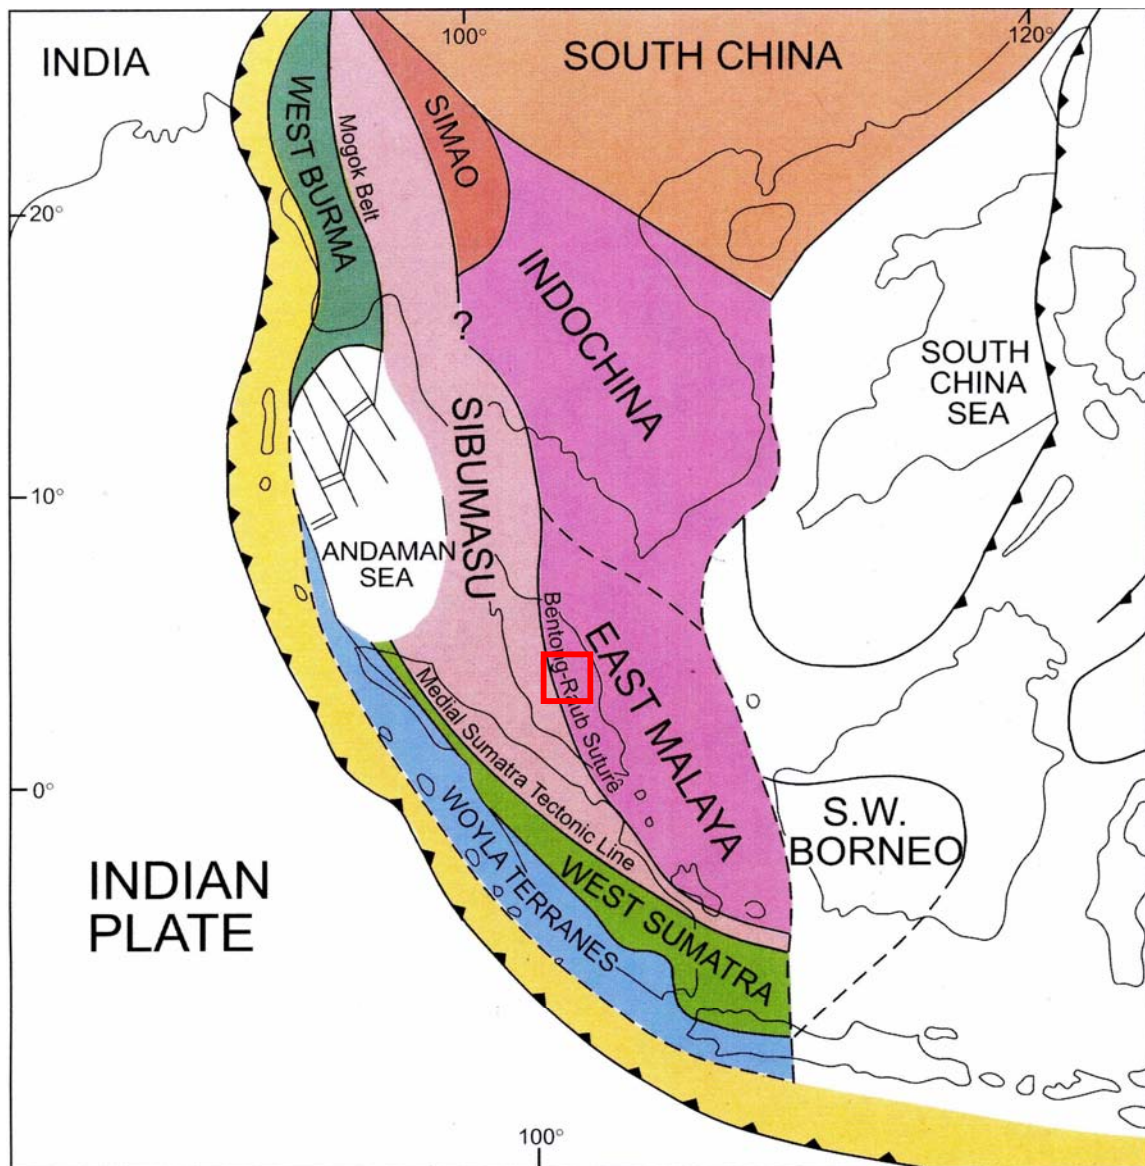 100°
120°
INDIA
SOUTH CHINA
WEST BURMA
Mogok Belt
SIMAO
20°
INDOCHINA
?
SOUTH
CHINA
SEA
SIBUMASU
10°
ANDAMAN
SEA
Bentong-Raub Suture
EAST MALAYA
Medial Sumatra Tectonic Line
0°
WOYLA TERRANES
WEST SUMATRA
S.W.
BORNEO
INDIAN
PLATE
100°